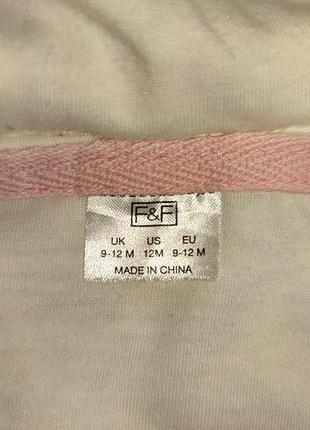 F&F
UK US EU
9-12 M 12M 9-12 M
MADE IN CHINA